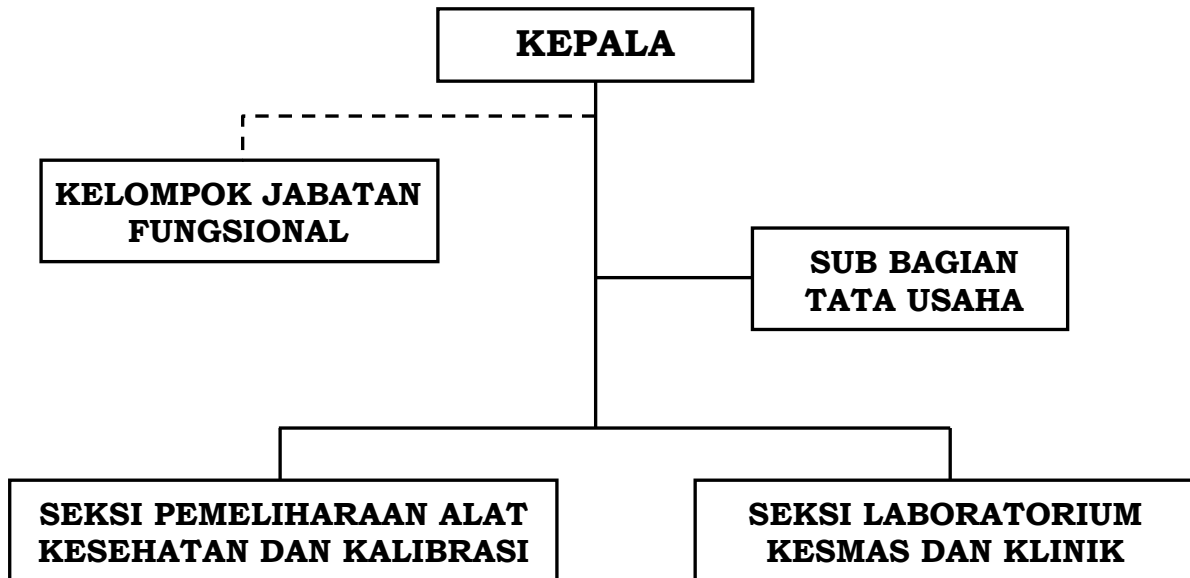 KEPALA
KELOMPOK JABATAN
FUNGSIONAL
SUB BAGIAN
TATA USAHA
SEKSI PEMELIHARAAN ALAT
KESEHATAN DAN KALIBRASI
SEKSI LABORATORIUM
KESMAS DAN KLINIK